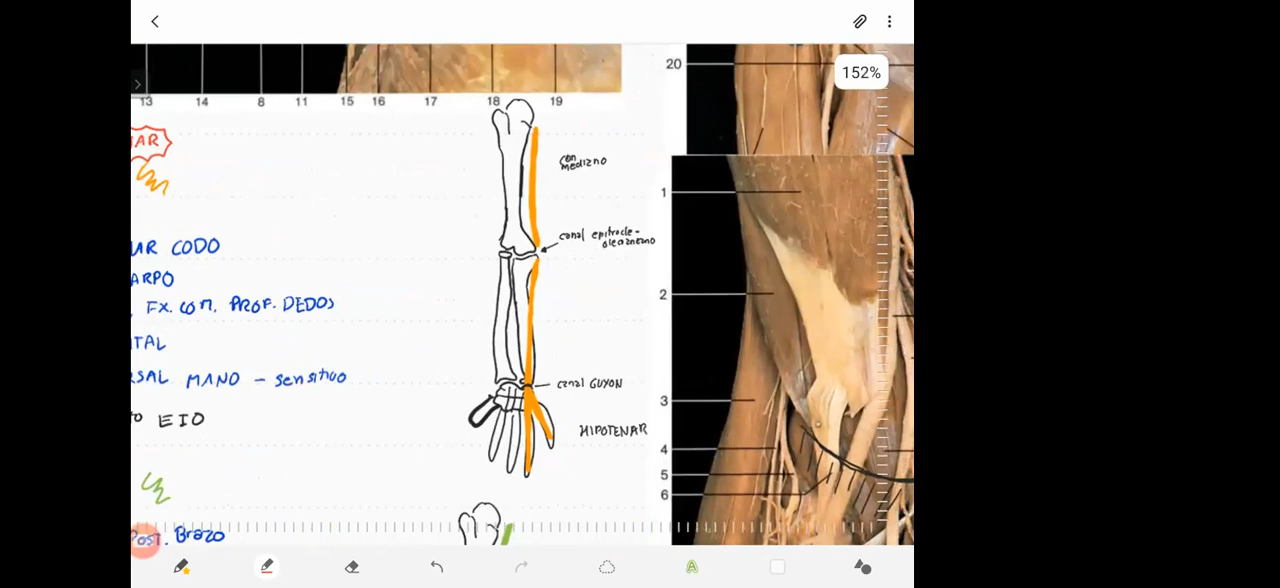 152%
20
13 14 8 11 15 16 17 18 19
AR
con
mediano
1
AR CODO
canal epitrocle-
olecraneano
ARPO
2
FX. COM. PROF. DEDOS
TAL
RSAL MANO - sensitivo
canal GUYON
3
EIO
HIPOTENAR
4
5
6
POST. Brazo
A